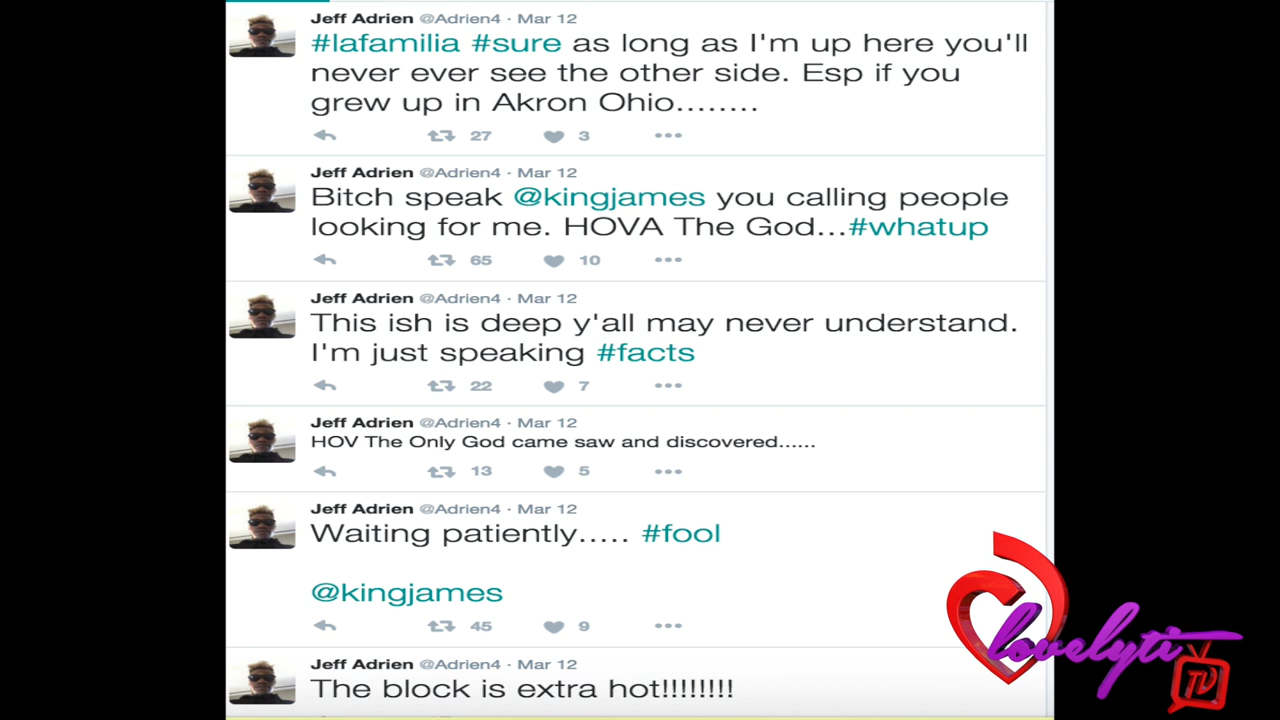 Jeff Adrien @Adrien4 · Mar 12
#lafamilia #sure as long as I'm up here you'll
never ever see the other side. Esp if you
grew up in Akron Ohio........
27 3
Jeff Adrien @Adrien4 · Mar 12
Bitch speak @kingjames you calling people
looking for me. HOVA The God...#whatup
65 10
Jeff Adrien @Adrien4 · Mar 12
This ish is deep y'all may never understand.
I'm just speaking #facts
22 7
Jeff Adrien @Adrien4 · Mar 12
HOV The Only God came saw and discovered......
13 5
Jeff Adrien @Adrien4 · Mar 12
Waiting patiently..... #fool
@kingjames
45 9
Jeff Adrien @Adrien4 · Mar 12
The block is extra hot!!!!!!!!
lovelyti
TV